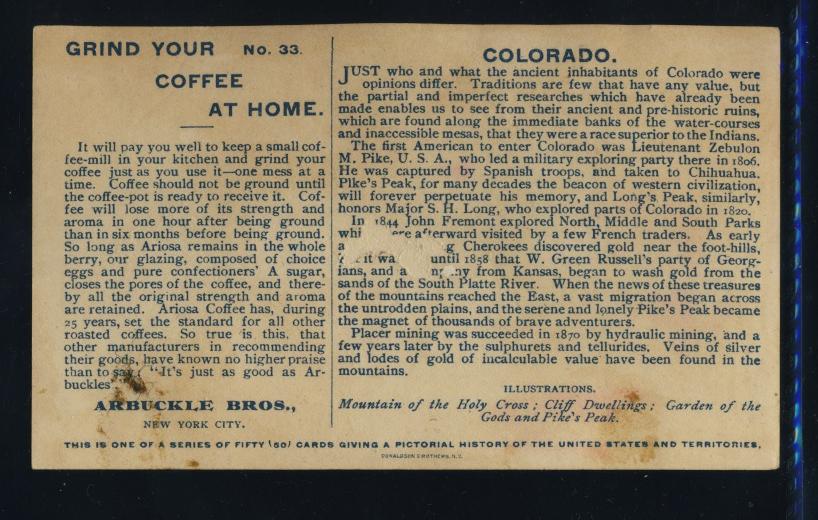 GRIND YOUR No. 33.
COFFEE
AT HOME.
It will pay you well to keep a small cof-
fee-mill in your kitchen and grind your
coffee just as you use it—one mess at a
time. Coffee should not be ground until
the coffee-pot is ready to receive it. Cof-
fee will lose more of its strength and
aroma in one hour after being ground
than in six months before being ground.
So long as Ariosa remains in the whole
berry, our glazing, composed of choice
eggs and pure confectioners' A sugar,
closes the pores of the coffee, and there-
by all the original strength and aroma
are retained. Ariosa Coffee has, during
25 years, set the standard for all other
roasted coffees. So true is this, that
other manufacturers in recommending
their goods, have known no higher praise
than to say: "It's just as good as Ar-
buckles'
ARBUCKLE BROS.,
NEW YORK CITY.
COLORADO.
JUST who and what the ancient inhabitants of Colorado were
opinions differ. Traditions are few that have any value, but
the partial and imperfect researches which have already been
made enables us to see from their ancient and pre-historic ruins,
which are found along the immediate banks of the water-courses
and inaccessible mesas, that they were a race superior to the Indians.
The first American to enter Colorado was Lieutenant Zebulon
M. Pike, U. S. A., who led a military exploring party there in 1806.
He was captured by Spanish troops, and taken to Chihuahua.
Pike's Peak, for many decades the beacon of western civilization,
will forever perpetuate his memory, and Long's Peak, similarly,
honors Major S. H. Long, who explored parts of Colorado in 1820.
In 1844 John Fremont explored North, Middle and South Parks
whi ere afterward visited by a few French traders. As early
a g Cherokees discovered gold near the foot-hills,
it wa until 1858 that W. Green Russell's party of Georg-
ians, and a ny from Kansas, began to wash gold from the
sands of the South Platte River. When the news of these treasures
of the mountains reached the East, a vast migration began across
the untrodden plains, and the serene and lonely Pike's Peak became
the magnet of thousands of brave adventurers.
Placer mining was succeeded in 1870 by hydraulic mining, and a
few years later by the sulphurets and tellurides. Veins of silver
and lodes of gold of incalculable value have been found in the
mountains.
ILLUSTRATIONS.
Mountain of the Holy Cross; Cliff Dwellings; Garden of the
Gods and Pike's Peak.
THIS IS ONE OF A SERIES OF FIFTY (50) CARDS GIVING A PICTORIAL HISTORY OF THE UNITED STATES AND TERRITORIES,
DONALDSON BROTHERS, N.Y.